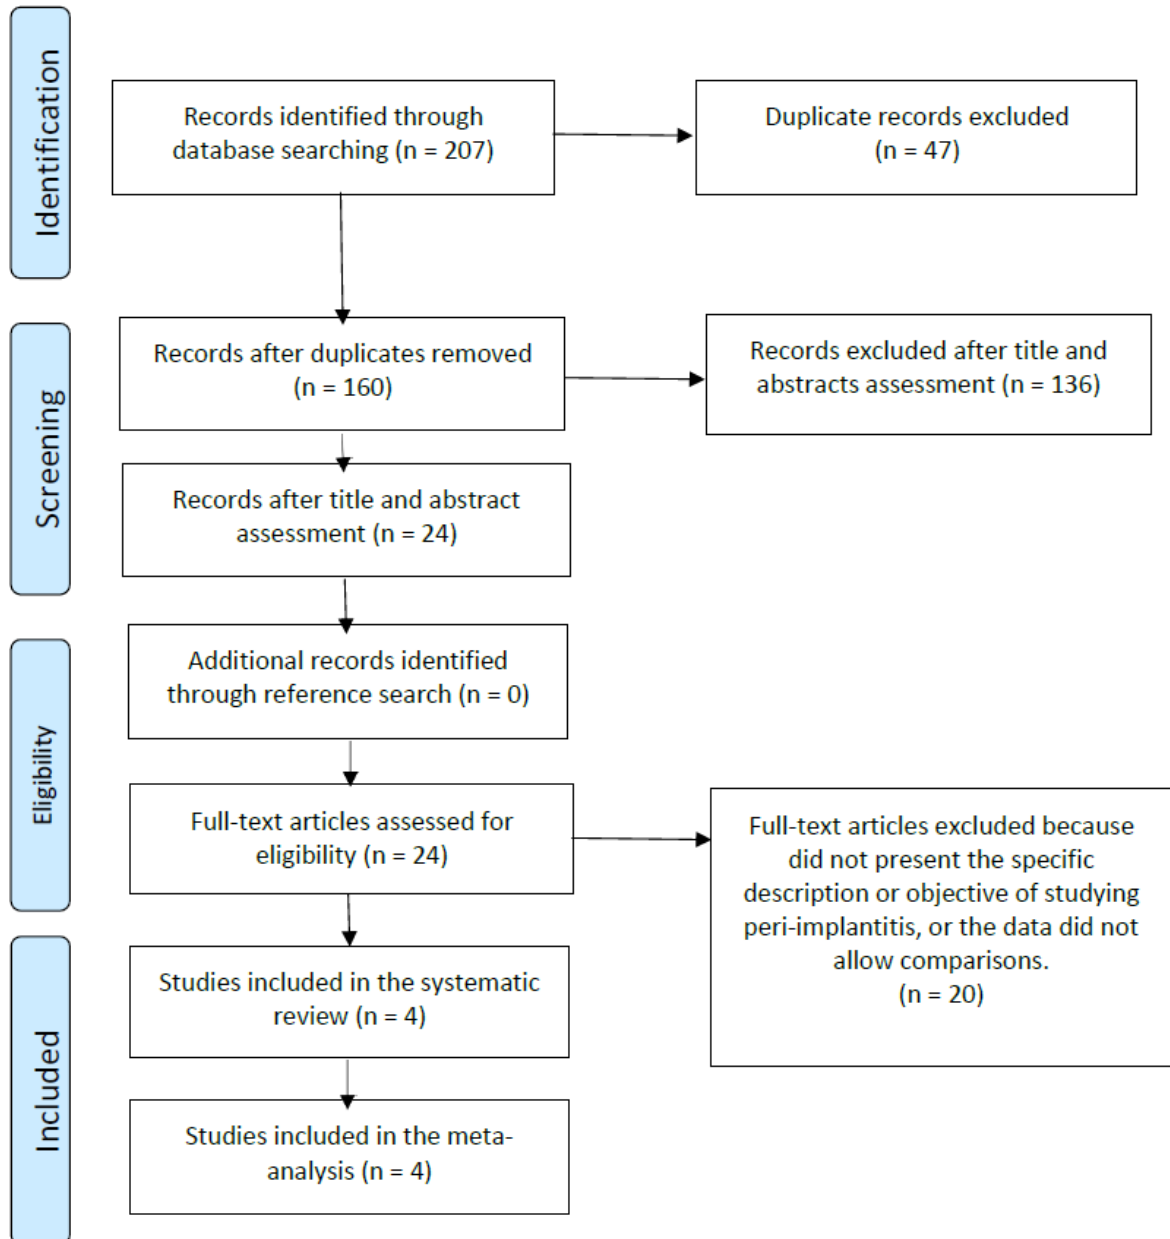 Identification
Records identified through
database searching (n = 207)
Duplicate records excluded
(n = 47)
Screening
Records after duplicates removed
(n = 160)
Records excluded after title and
abstracts assessment (n = 136)
Records after title and abstract
assessment (n = 24)
Eligibility
Additional records identified
through reference search (n = 0)
Full-text articles assessed for
eligibility (n = 24)
Full-text articles excluded because
did not present the specific
description or objective of studying
peri-implantitis, or the data did not
allow comparisons.
(n = 20)
Included
Studies included in the systematic
review (n = 4)
Studies included in the meta-
analysis (n = 4)